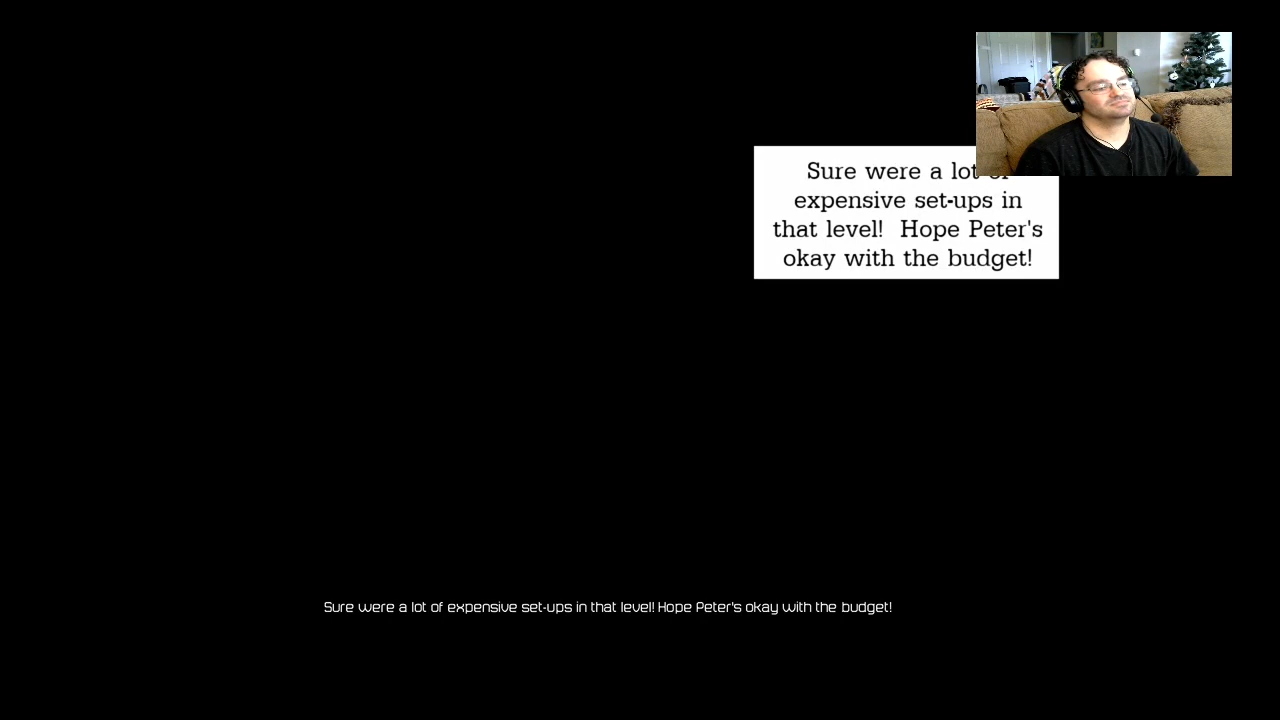 Sure were a lot of
expensive set-ups in
that level! Hope Peter's
okay with the budget!
Sure were a lot of expensive set-ups in that level! Hope Peter's okay with the budget!